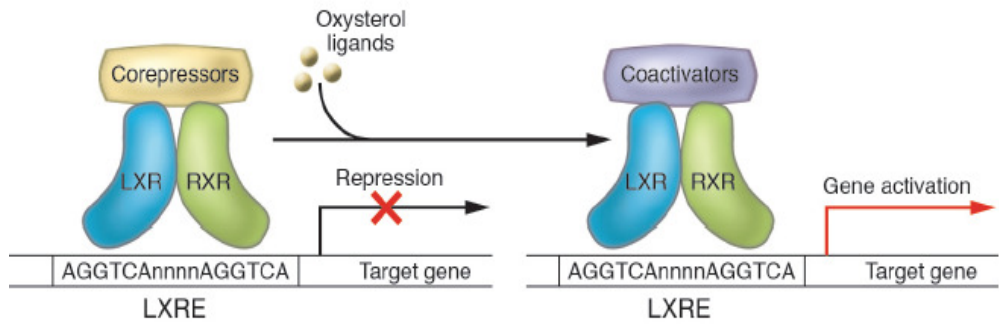 Oxysterol
ligands
Corepressors
LXR
RXR
Repression
AGGTCAnnnnAGGTCA
Target gene
LXRE
Coactivators
LXR
RXR
Gene activation
AGGTCAnnnnAGGTCA
Target gene
LXRE